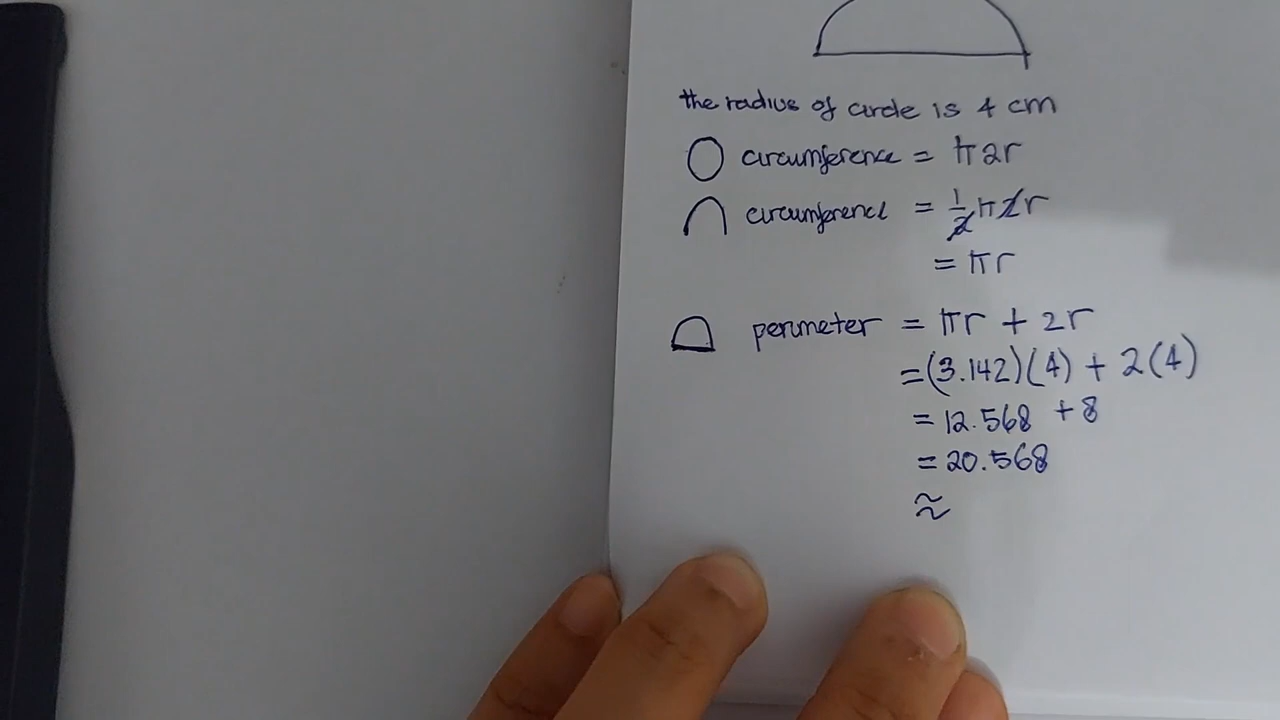 the radius of circle is 4 cm
circumference = π2r
circumference = 1/2 π2r
= πr
perimeter = πr + 2r
= (3.142)(4) + 2(4)
= 12.568 + 8
= 20.568
≈